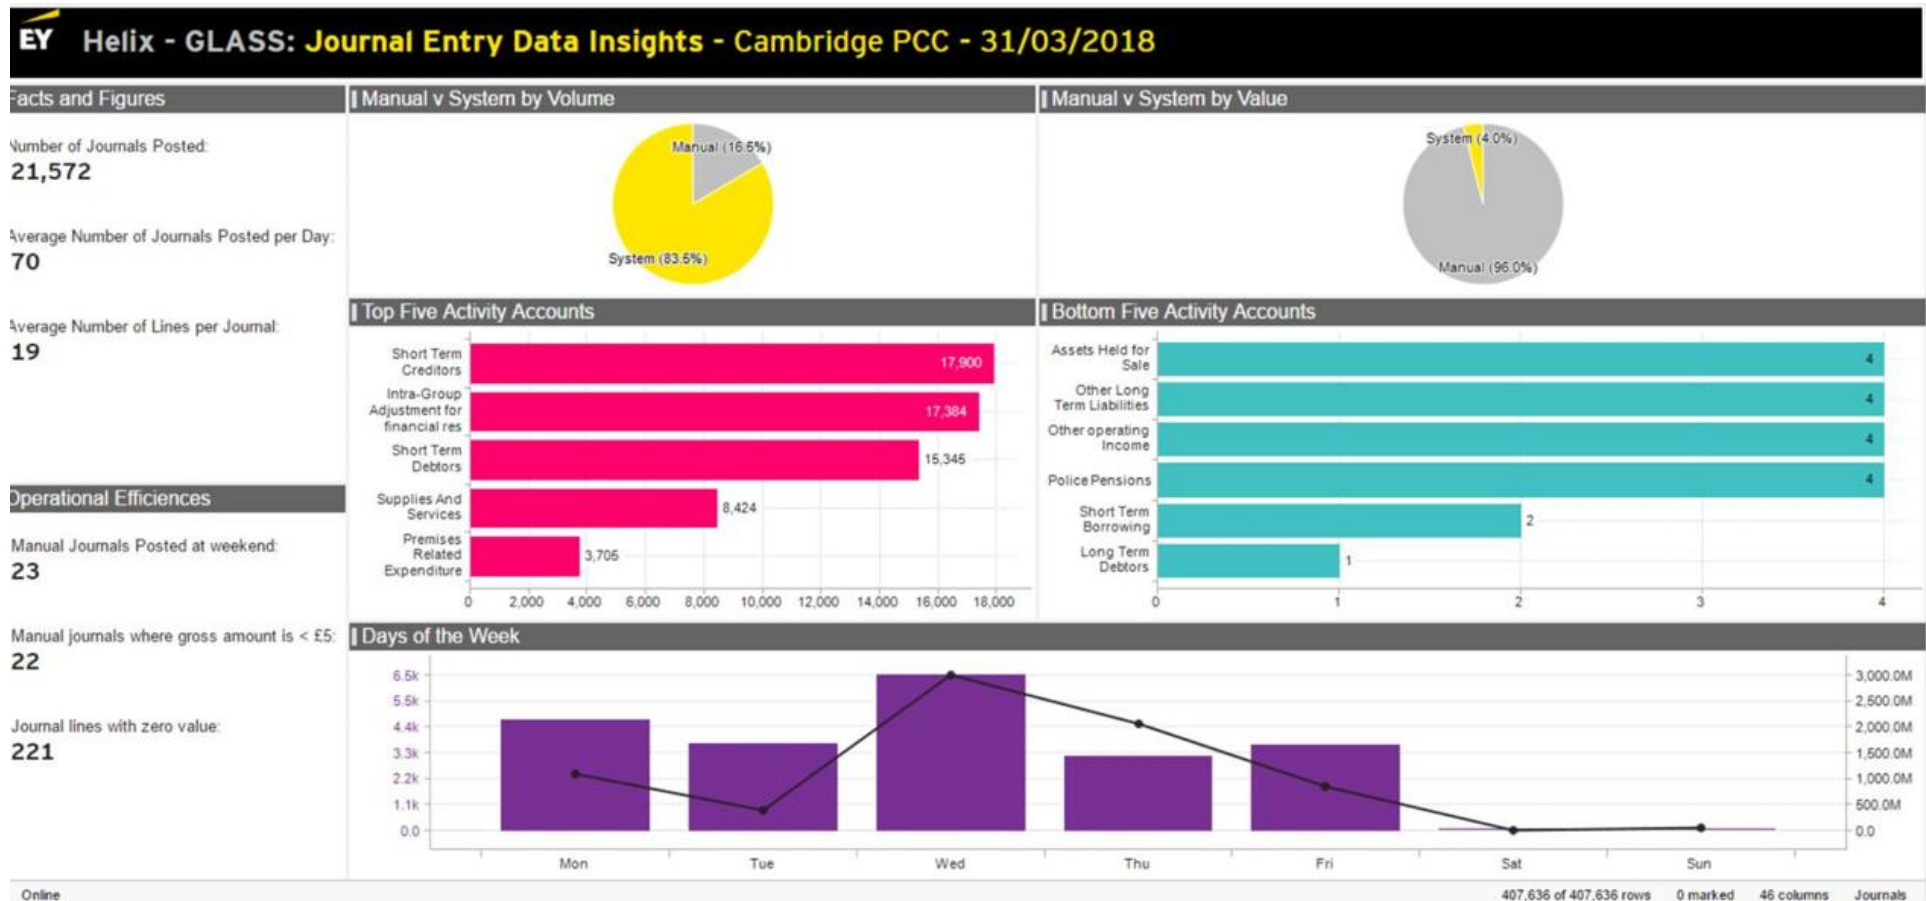 EY Helix - GLASS: Journal Entry Data Insights - Cambridge PCC - 31/03/2018
Facts and Figures
Number of Journals Posted:
21,572
Average Number of Journals Posted per Day:
70
Average Number of Lines per Journal:
19
Operational Efficiences
Manual Journals Posted at weekend:
23
Manual journals where gross amount is < £5:
22
Journal lines with zero value:
221
Manual v System by Volume
Manual (16.5%)
System (83.5%)
Manual v System by Value
System (4.0%)
Manual (96.0%)
Top Five Activity Accounts
Short Term
Creditors
17,900
Intra-Group
Adjustment for
financial res
17,384
Short Term
Debtors
15,345
Supplies And
Services
8,424
Premises
Related
Expenditure
3,705
0 2,000 4,000 6,000 8,000 10,000 12,000 14,000 16,000 18,000
Bottom Five Activity Accounts
Assets Held for
Sale
4
Other Long
Term Liabilities
4
Other operating
Income
4
Police Pensions
4
Short Term
Borrowing
2
Long Term
Debtors
1
0 1 2 3 4
Days of the Week
6.5k
5.5k
4.4k
3.3k
2.2k
1.1k
0.0
3,000.0M
2,500.0M
2,000.0M
1,500.0M
1,000.0M
500.0M
0.0
Mon Tue Wed Thu Fri Sat Sun
Online 407,636 of 407,636 rows 0 marked 46 columns Journals